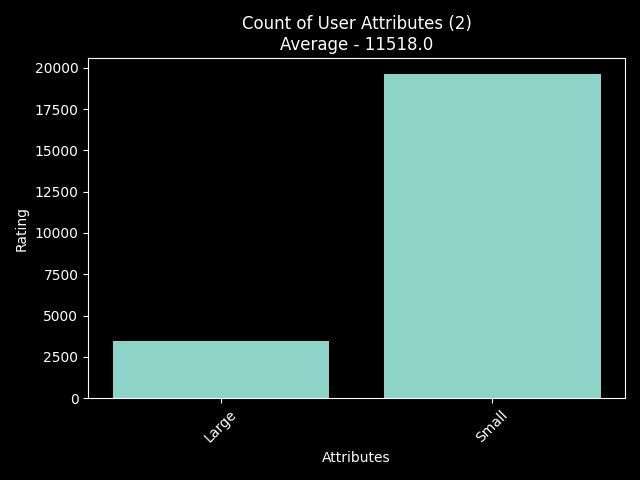 Count of User Attributes (2)
Average - 11518.0
20000
17500
15000
12500
10000
7500
5000
2500
0
Rating
Large
Small
Attributes